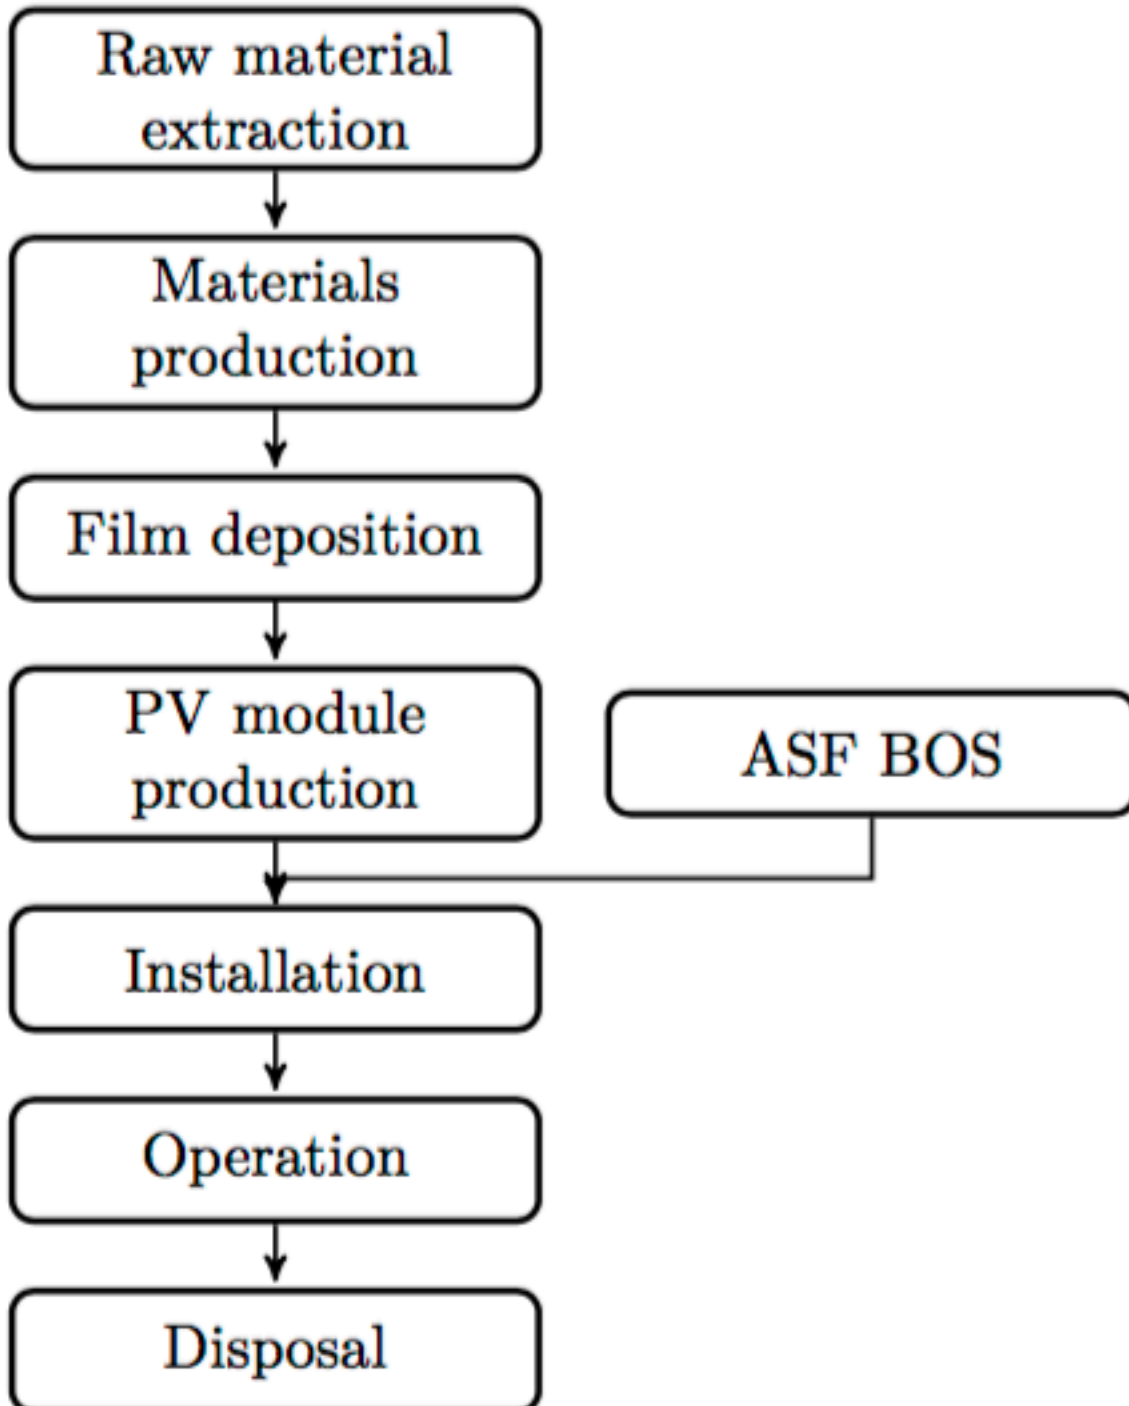 Raw material
extraction
Materials
production
Film deposition
PV module
production
ASF BOS
Installation
Operation
Disposal